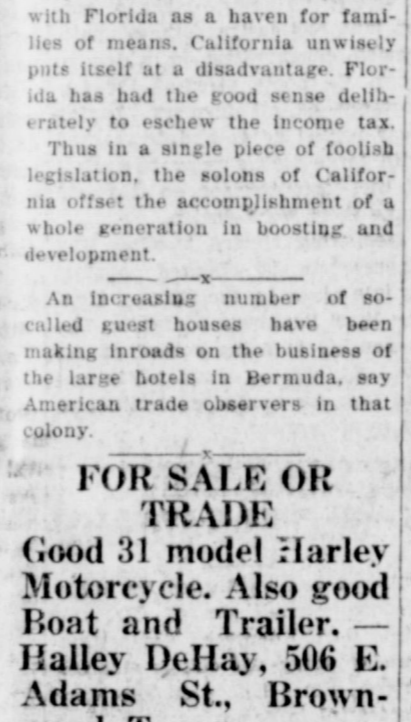 with Florida as a haven for fami-
lies of means. California unwisely
puts itself at a disadvantage. Flor-
ida has had the good sense delib-
erately to eschew the income tax.
Thus in a single piece of foolish
legislation, the solons of Califor-
nia offset the accomplishment of a
whole generation in boosting and
development.
x
An increasing number of so-
called guest houses have been
making inroads on the business of
the large hotels in Bermuda, say
American trade observers in that
colony.
x
FOR SALE OR
TRADE
Good 31 model Harley
Motorcycle. Also good
Boat and Trailer. —
Halley DeHay, 506 E.
Adams St., Brown-